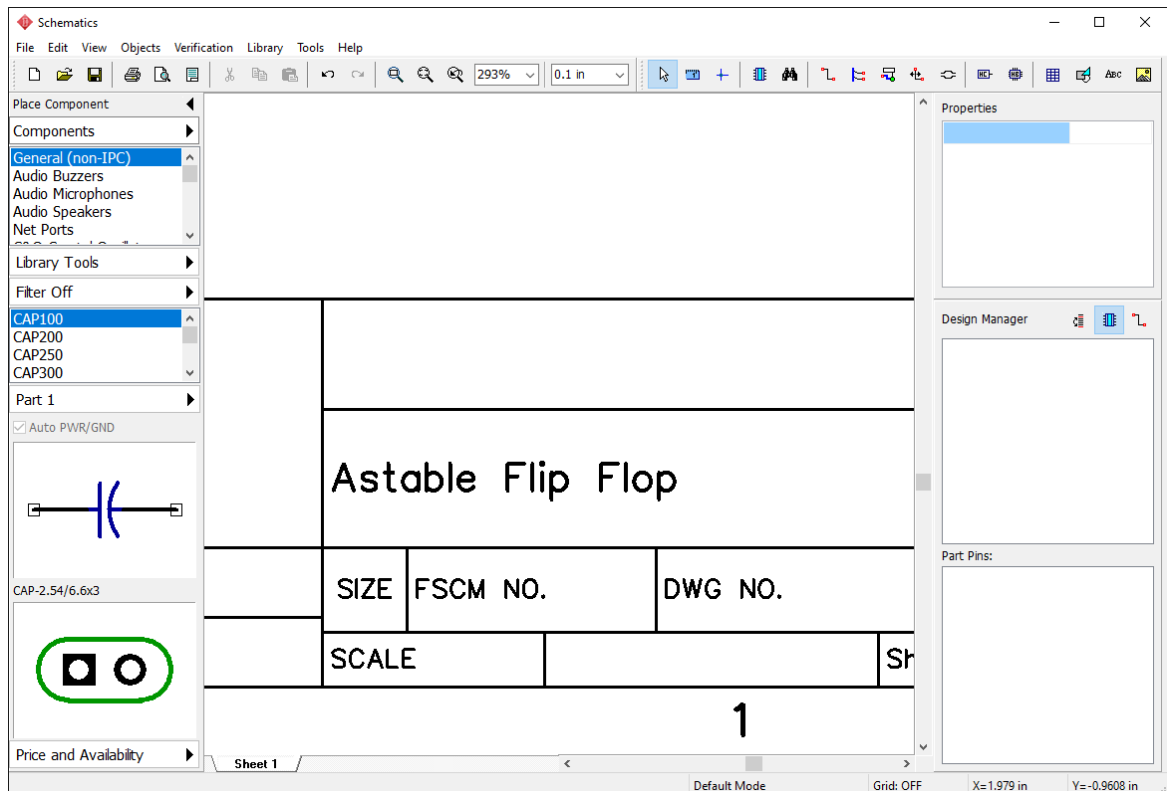 Schematics
File Edit View Objects Verification Library Tools Help
293% 0.1 in ABC
Place Component
Components
General (non-IPC)
Audio Buzzers
Audio Microphones
Audio Speakers
Net Ports
Library Tools
Filter Off
CAP100
CAP200
CAP250
CAP300
Part 1
Auto PWR/GND
CAP-2.54/6.6x3
Price and Availability
Astable Flip Flop
SIZE FSCM NO. DWG NO.
SCALE
1
Sheet 1
Properties
Design Manager
Part Pins:
Default Mode Grid: OFF X=1.979 in Y=-0.9608 in